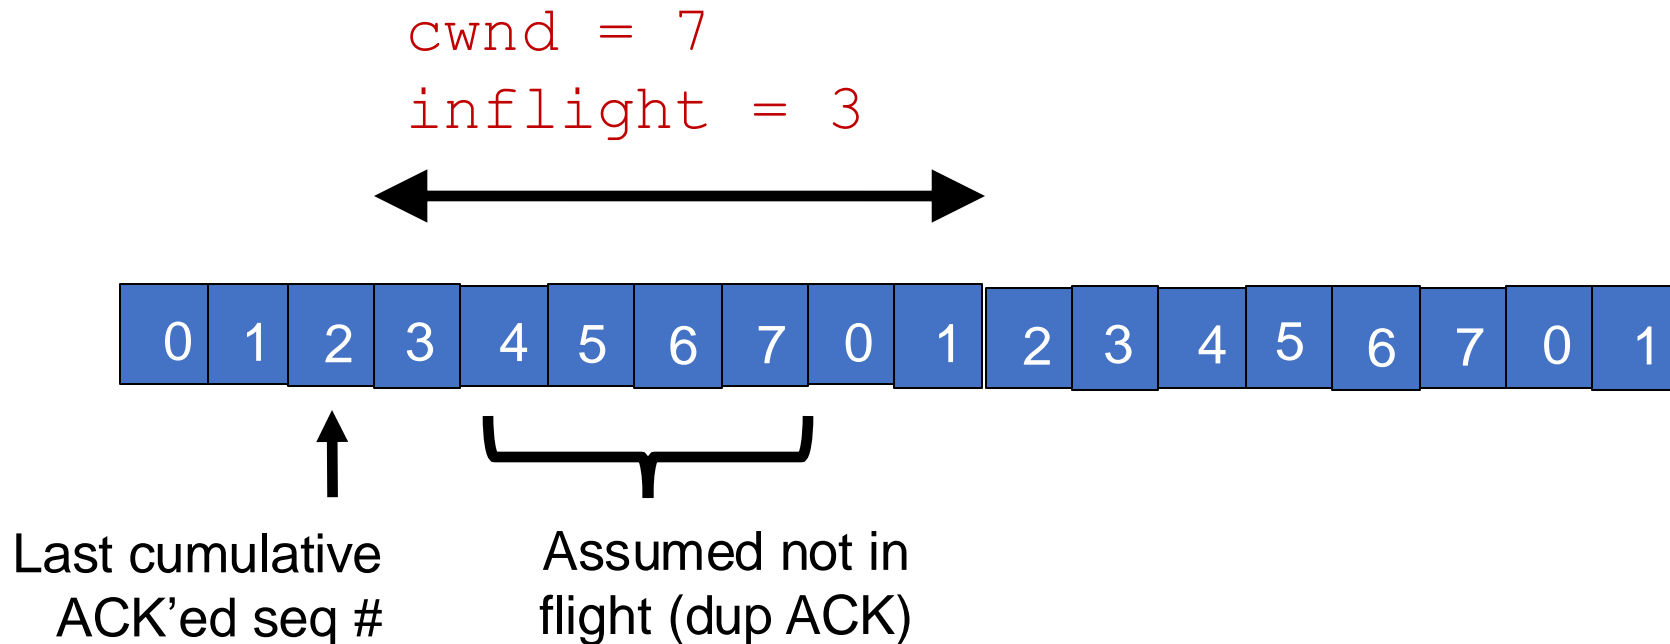 cwnd = 7
inflight = 3
0 1 2 3 4 5 6 7 0 1 2 3 4 5 6 7 0 1
Last cumulative
ACK’ed seq #
Assumed not in
flight (dup ACK)